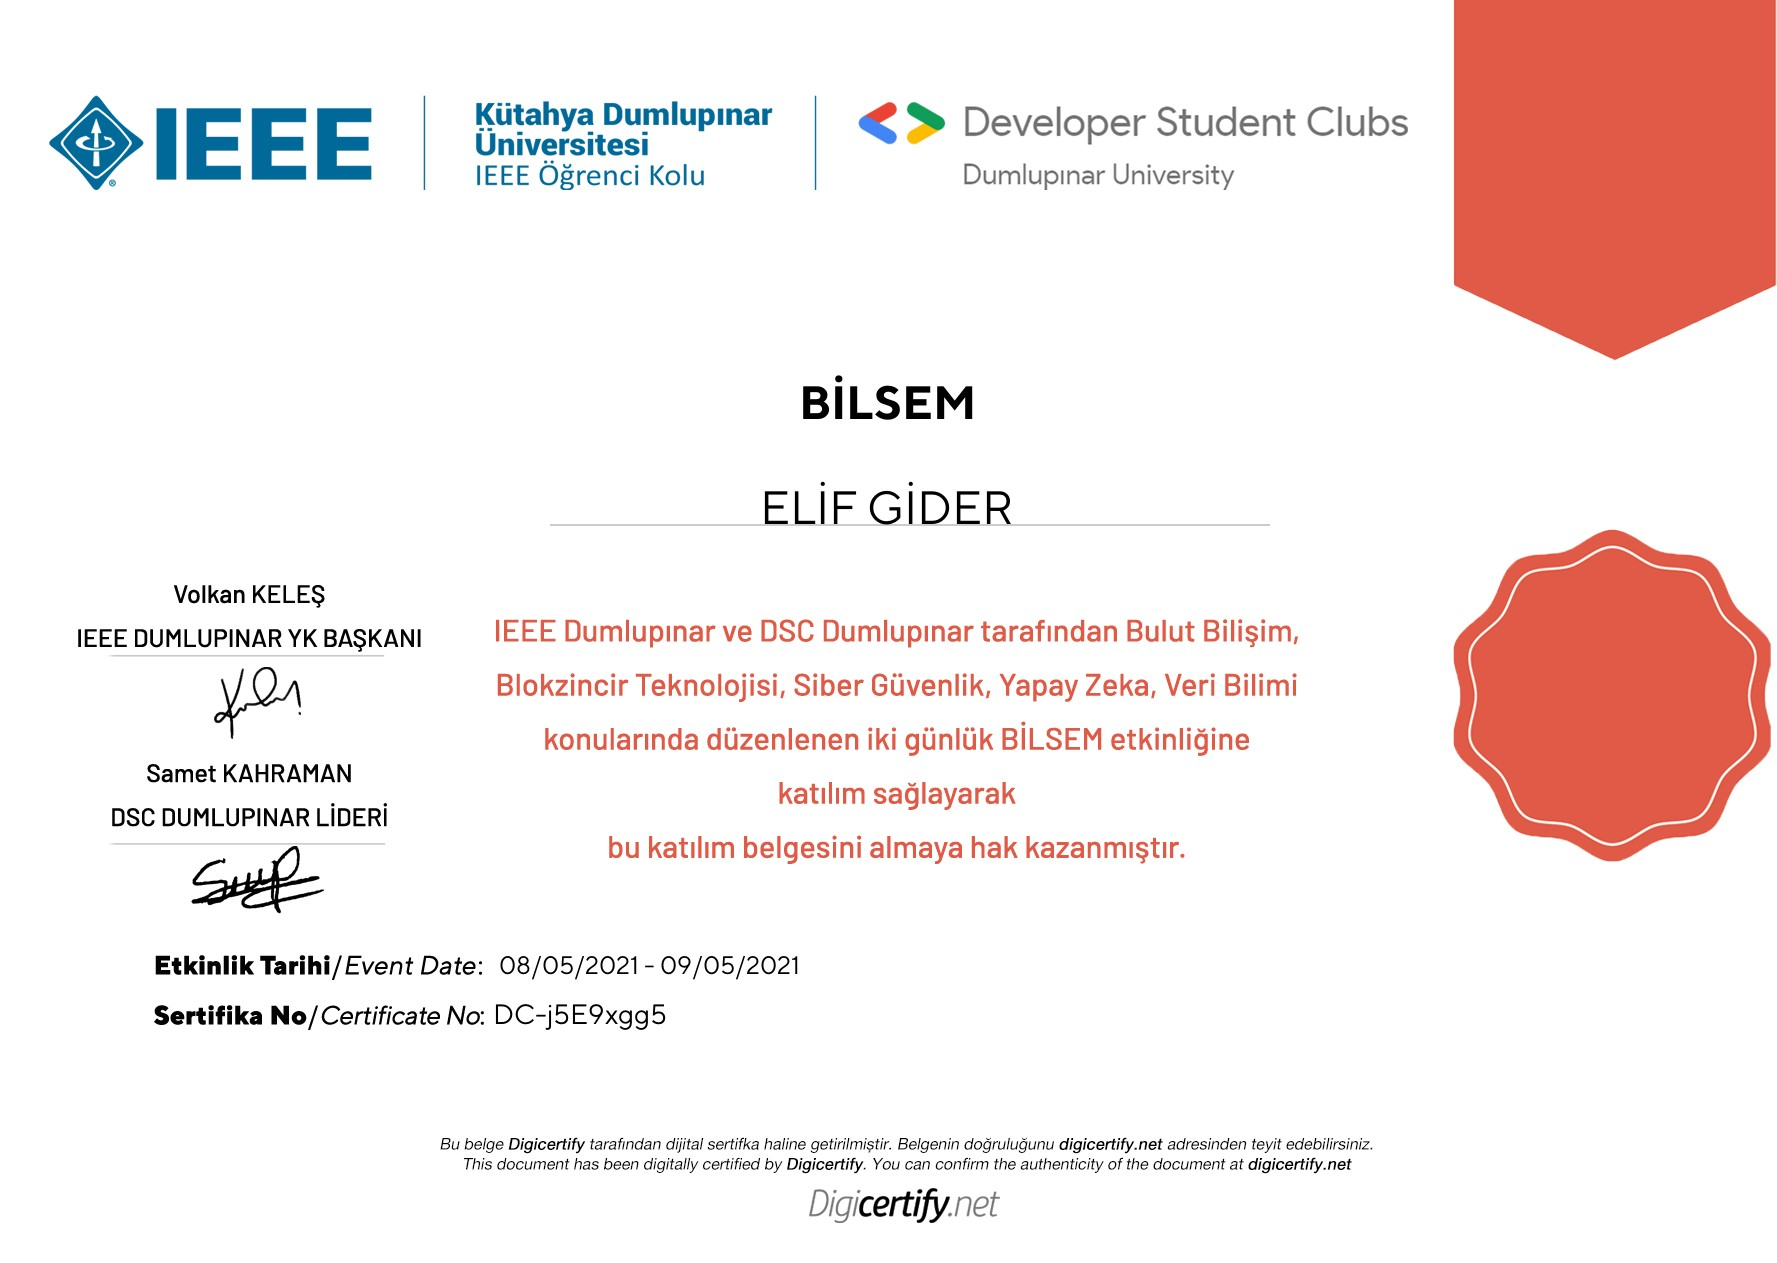 IEEE
Kütahya Dumlupınar
Üniversitesi
IEEE Öğrenci Kolu
Developer Student Clubs
Dumlupınar University
BİLSEM
ELİF GİDER
Volkan KELEŞ
IEEE DUMLUPINAR YK BAŞKANI
Samet KAHRAMAN
DSC DUMLUPINAR LİDERİ
IEEE Dumlupınar ve DSC Dumlupınar tarafından Bulut Bilişim,
Blokzincir Teknolojisi, Siber Güvenlik, Yapay Zeka, Veri Bilimi
konularında düzenlenen iki günlük BİLSEM etkinliğine
katılım sağlayarak
bu katılım belgesini almaya hak kazanmıştır.
Etkinlik Tarihi/Event Date: 08/05/2021 - 09/05/2021
Sertifika No/Certificate No: DC-j5E9xgg5
Bu belge Digicertify tarafından dijital sertifka haline getirilmiştir. Belgenin doğruluğunu digicertify.net adresinden teyit edebilirsiniz.
This document has been digitally certified by Digicertify. You can confirm the authenticity of the document at digicertify.net
Digicertify.net